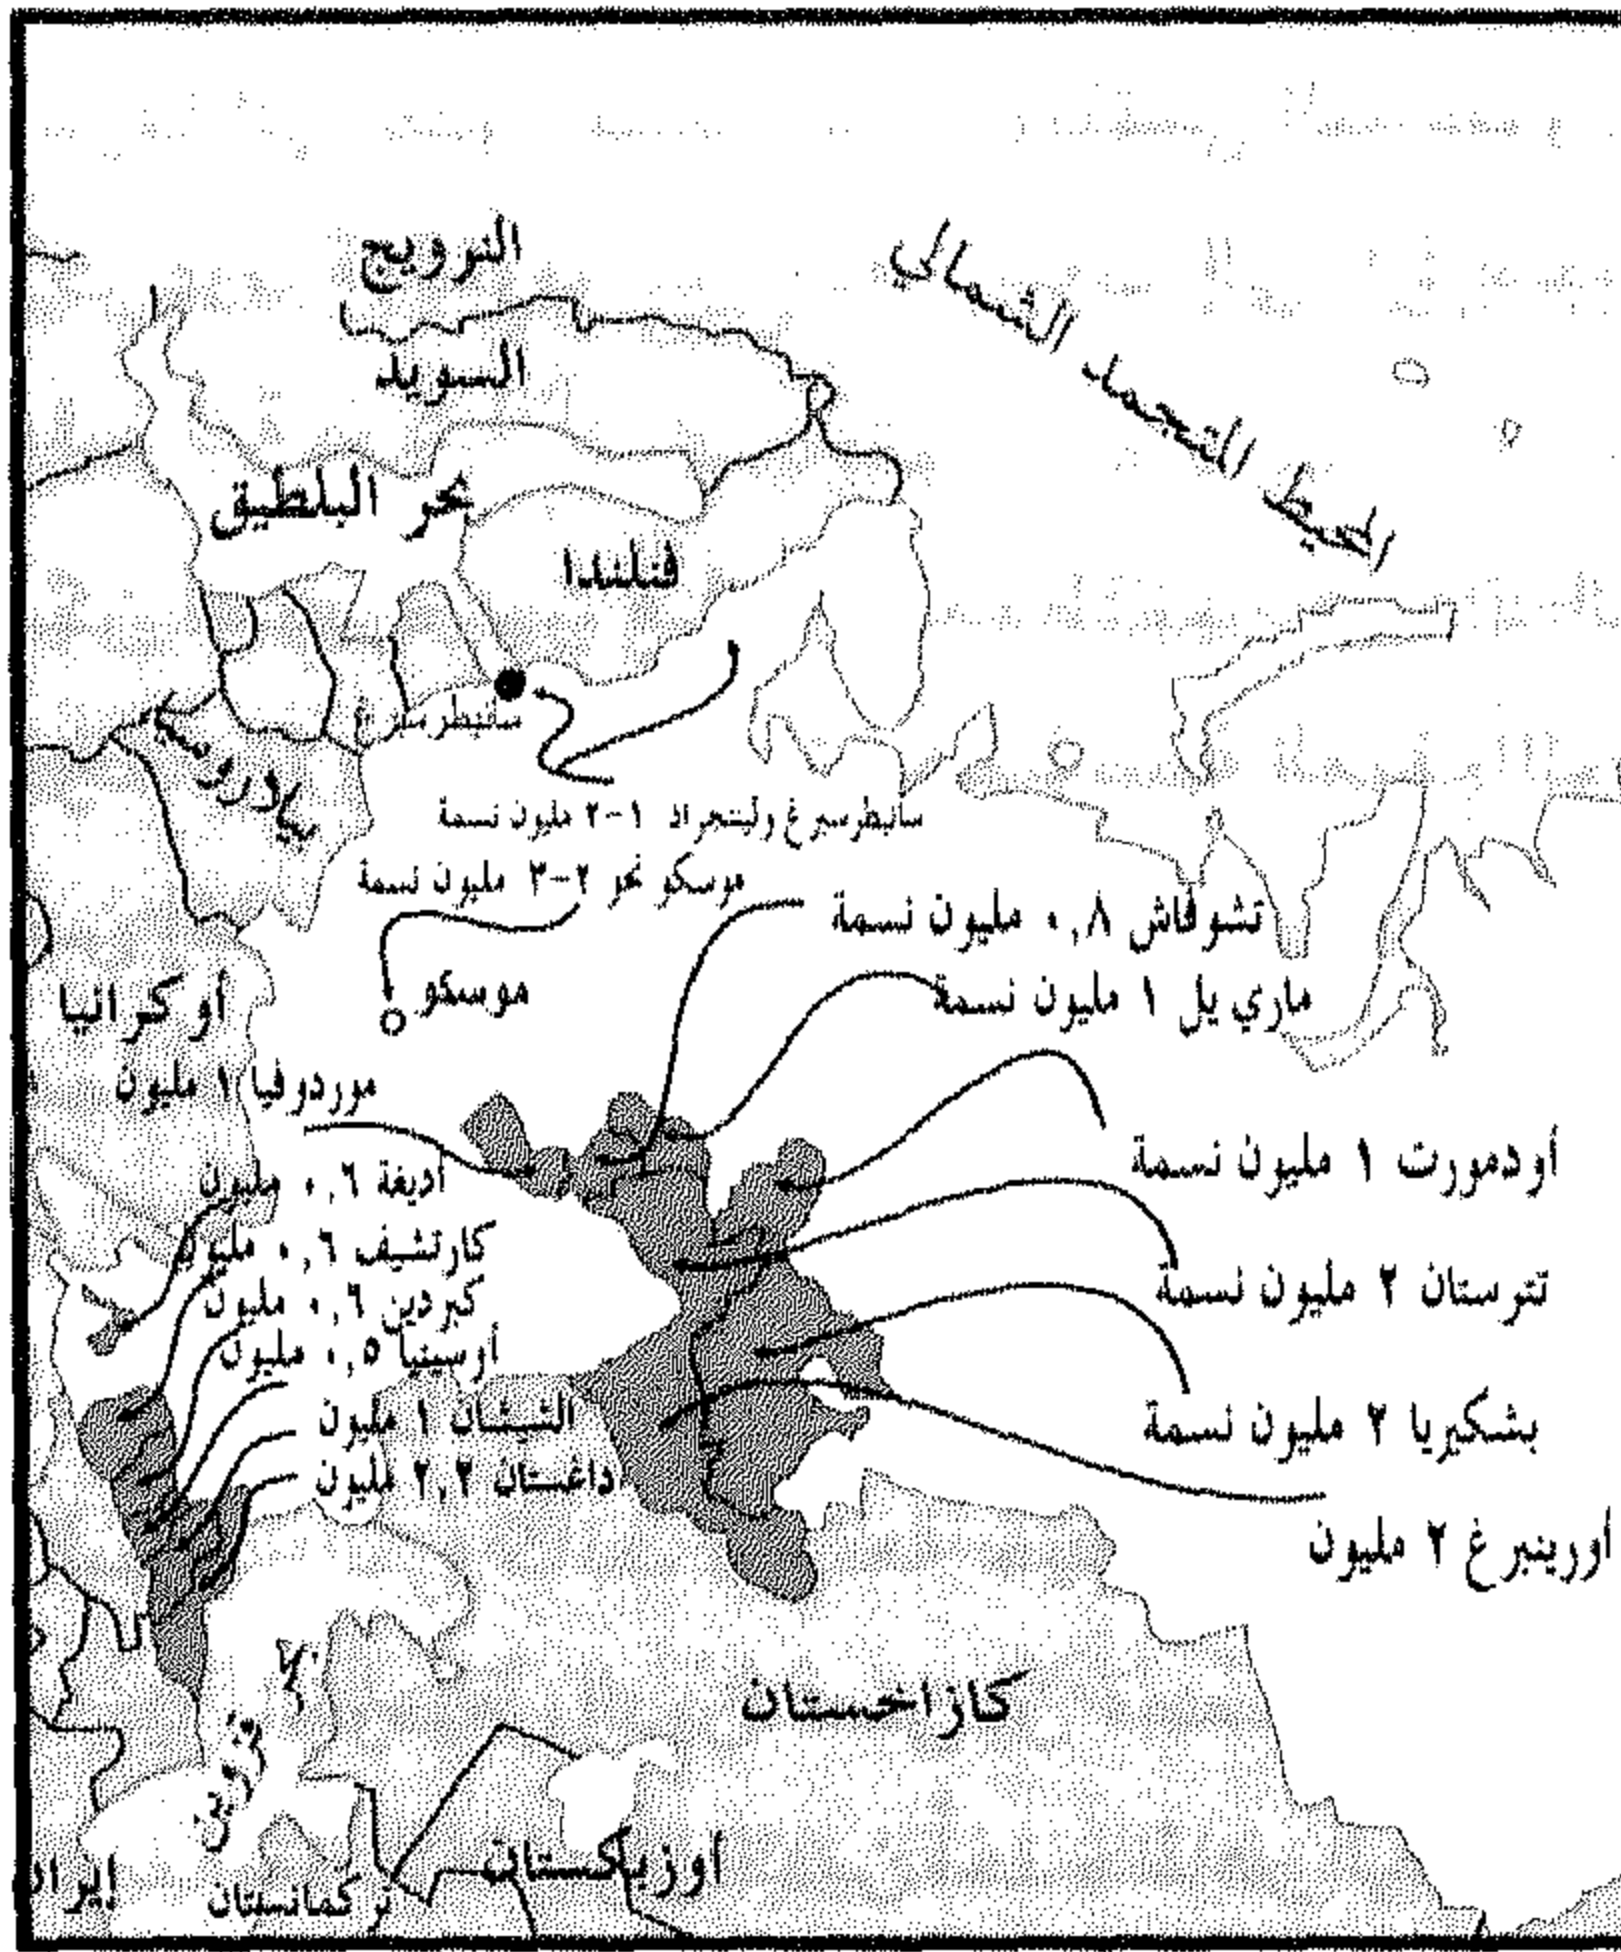 النرويج
المحيط المتجمد الشمالي
السويد
بحر البلطيق
فنلندا
سانبطرسبرغ
بيلاروسيا
سانبطرسبرغ ولينينجراد ١-٢ مليون نسمة
موسكو نحو ٢-٣ مليون نسمة
تشوفاش ٠,٨ مليون نسمة
ماري يل ١ مليون نسمة
أوكرانيا
موسكو
موردوفيا ١ مليون
أودمورت ١ مليون نسمة
أديغة ٠,٦ مليون
كارتشيف ٠,٦ مليون
تترستان ٢ مليون نسمة
كبردين ٠,٦ مليون
أوسينيا ٠,٥ مليون
الشيشان ١ مليون
بشكيريا ٢ مليون نسمة
داغستان ٢,٢ مليون
أورينبرغ ٢ مليون
كازاخستان
قزوين
أوزباكستان
تركمانستان
إيران